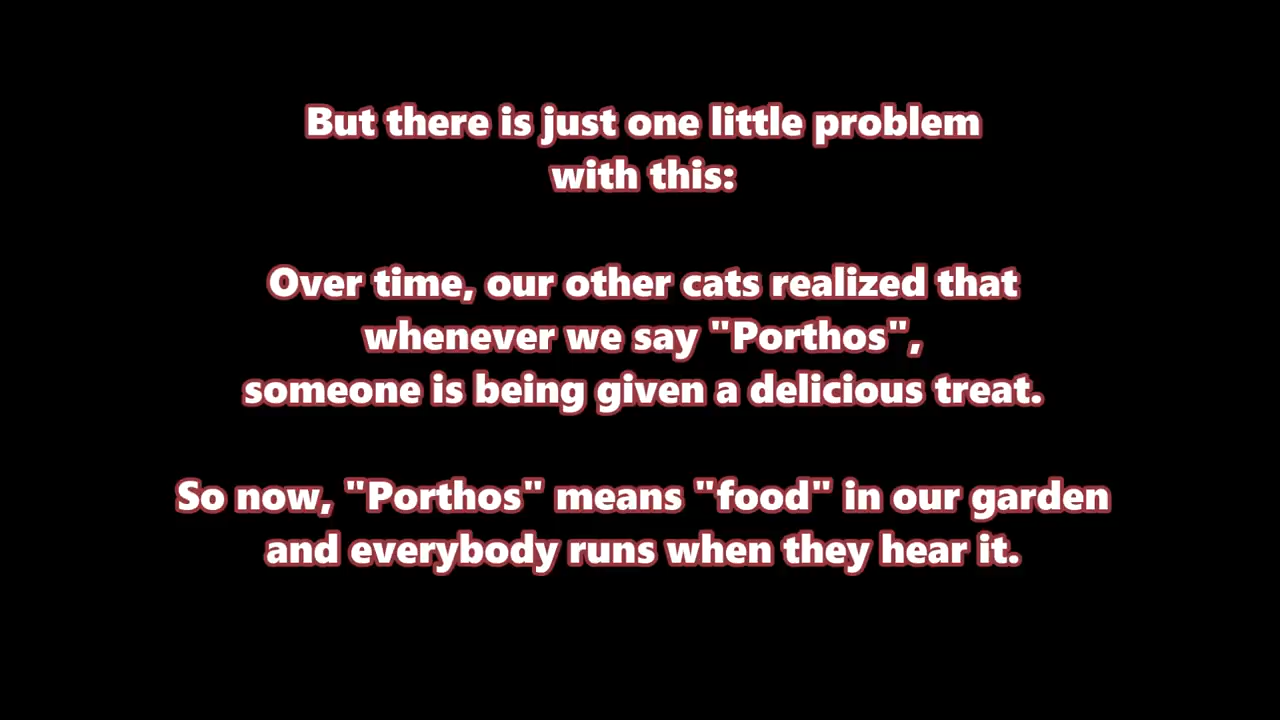 But there is just one little problem
with this:
Over time, our other cats realized that
whenever we say "Porthos",
someone is being given a delicious treat.
So now, "Porthos" means "food" in our garden
and everybody runs when they hear it.